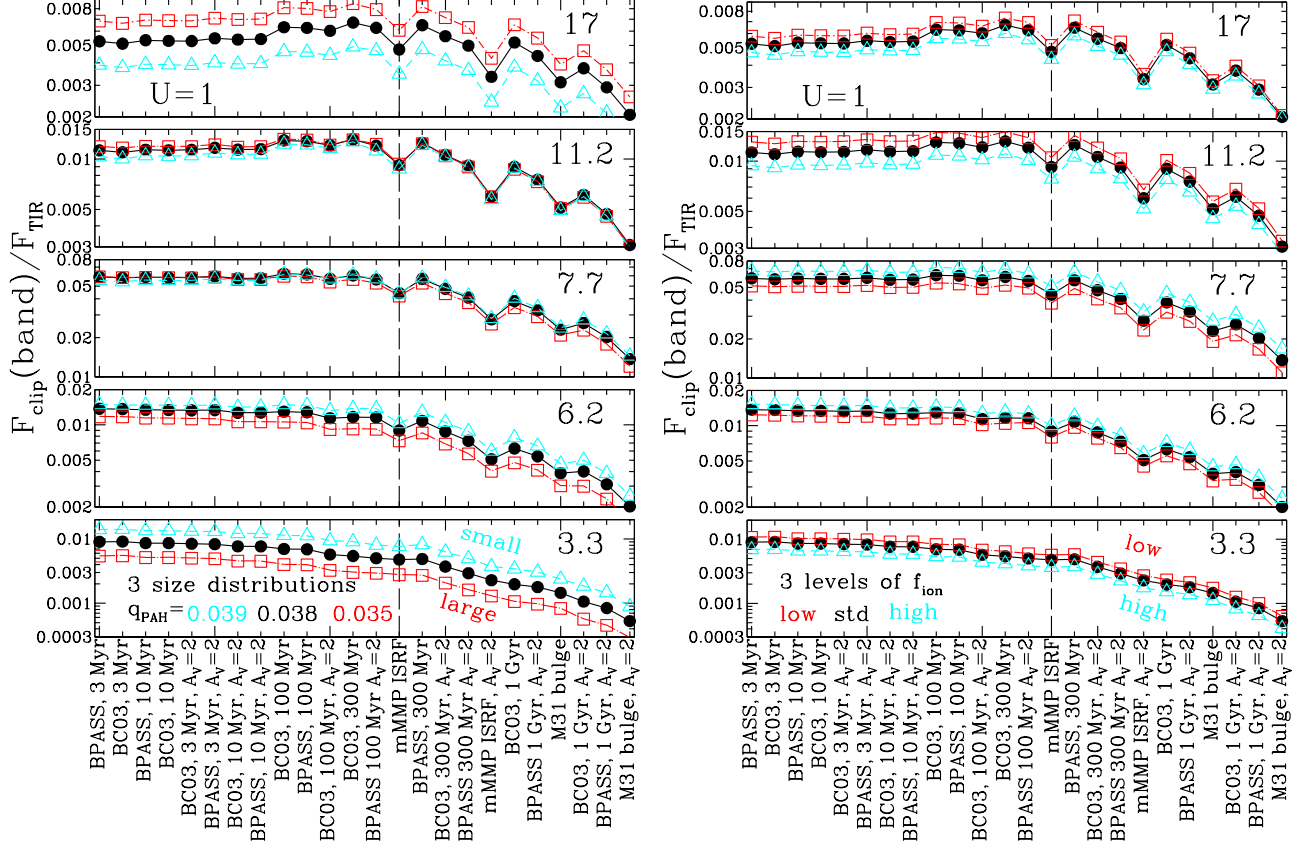 F_clip(band)/F_TIR
0.008
0.005
0.003
0.002
17
U=1
0.015
0.010
0.005
0.003
11.2
0.08
0.05
0.02
0.01
7.7
0.02
0.01
0.005
0.002
6.2
0.01
0.003
0.001
0.0003
3.3
small
3 size distributions
q_PAH= 0.039 0.038 0.035
large
BPASS, 3 Myr
BC03, 3 Myr
BPASS, 10 Myr
BC03, 10 Myr
BC03, 3 Myr, A_V=2
BPASS, 3 Myr, A_V=2
BC03, 10 Myr, A_V=2
BPASS, 10 Myr, A_V=2
BC03, 100 Myr
BPASS, 100 Myr
BC03, 100 Myr, A_V=2
BC03, 300 Myr
BPASS 100 Myr A_V=2
mMMP ISRF
BPASS, 300 Myr
BC03, 300 Myr, A_V=2
BPASS 300 Myr A_V=2
mMMP ISRF, A_V=2
BC03, 1 Gyr
BPASS 1 Gyr, A_V=2
M31 bulge
BC03, 1 Gyr, A_V=2
BPASS, 1 Gyr, A_V=2
M31 bulge, A_V=2
F_clip(band)/F_TIR
0.008
0.005
0.003
0.002
17
U=1
0.015
0.010
0.005
0.003
11.2
0.08
0.05
0.02
0.01
7.7
0.02
0.01
0.005
0.002
6.2
0.01
0.003
0.001
0.0003
3.3
low
3 levels of f_ion
low std high
high
BPASS, 3 Myr
BC03, 3 Myr
BPASS, 10 Myr
BC03, 10 Myr
BC03, 3 Myr, A_V=2
BPASS, 3 Myr, A_V=2
BC03, 10 Myr, A_V=2
BPASS, 10 Myr, A_V=2
BC03, 100 Myr
BPASS, 100 Myr
BC03, 100 Myr, A_V=2
BC03, 300 Myr
BPASS 100 Myr A_V=2
mMMP ISRF
BPASS, 300 Myr
BC03, 300 Myr, A_V=2
BPASS 300 Myr A_V=2
mMMP ISRF, A_V=2
BC03, 1 Gyr
BPASS 1 Gyr, A_V=2
M31 bulge
BC03, 1 Gyr, A_V=2
BPASS, 1 Gyr, A_V=2
M31 bulge, A_V=2